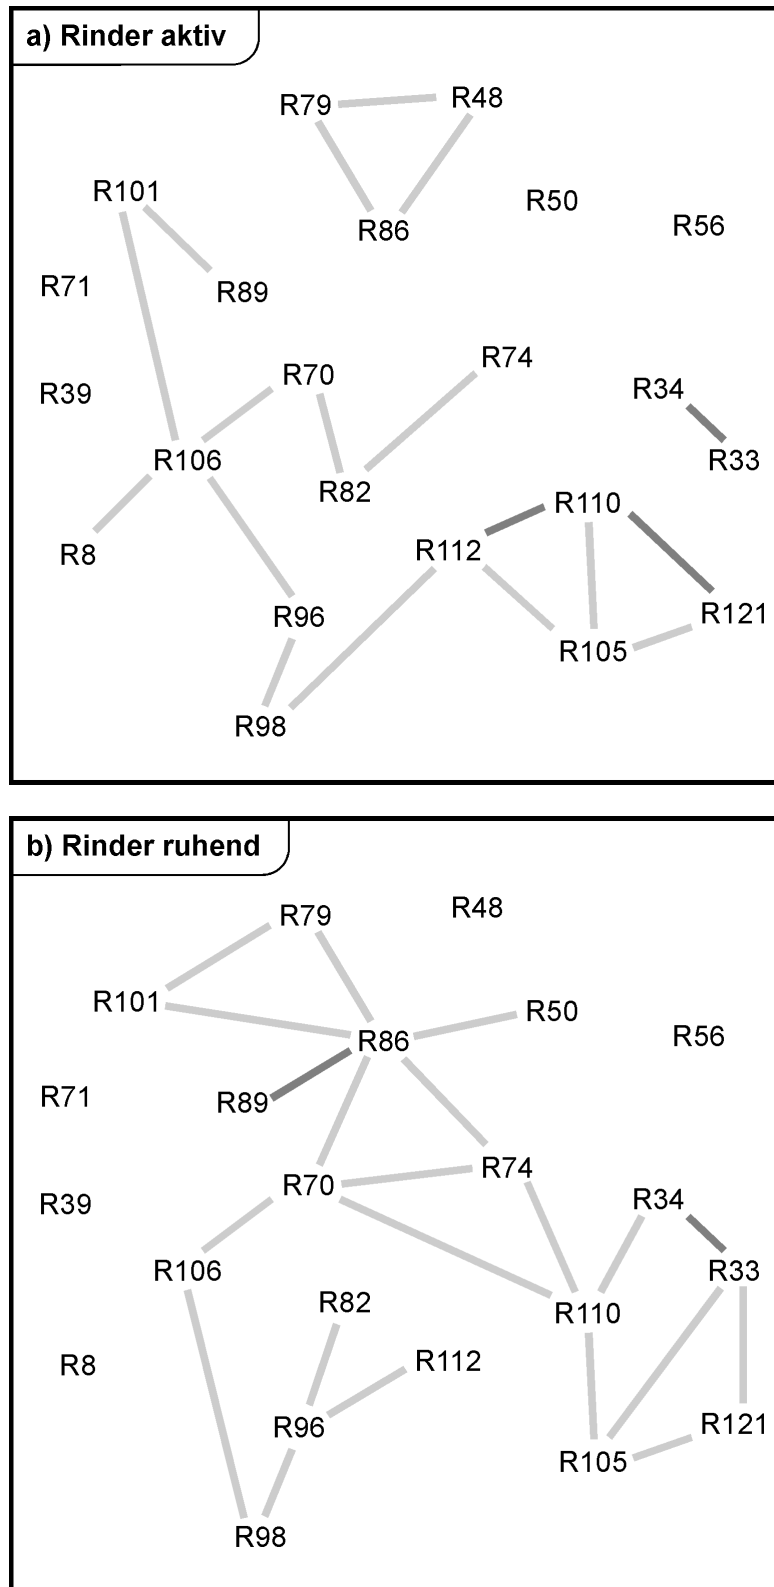 a) Rinder aktiv
R79
R48
R101
R50
R86
R56
R71
R89
R74
R70
R34
R39
R106
R33
R82
R110
R112
R8
R96
R121
R105
R98
b) Rinder ruhend
R79
R48
R101
R50
R86
R56
R71
R89
R74
R70
R34
R39
R106
R33
R82
R110
R112
R8
R96
R121
R105
R98